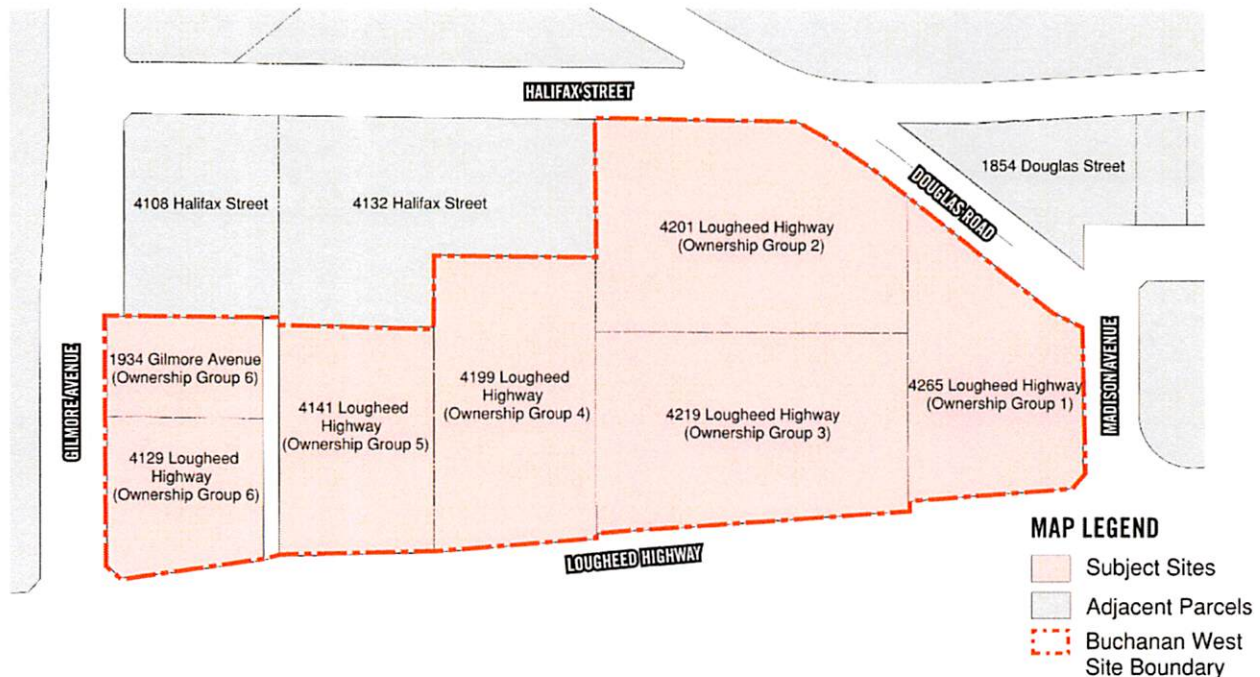 HALIFAX STREET
4108 Halifax Street
4132 Halifax Street
1854 Douglas Street
DOUGLAS ROAD
4201 Lougheed Highway
(Ownership Group 2)
GILMORE AVENUE
1934 Gilmore Avenue
(Ownership Group 6)
4129 Lougheed
Highway
(Ownership Group 6)
4141 Lougheed
Highway
(Ownership Group 5)
4199 Lougheed
Highway
(Ownership Group 4)
4219 Lougheed Highway
(Ownership Group 3)
4265 Lougheed Highway
(Ownership Group 1)
MADISON AVENUE
LOUGHEED HIGHWAY
MAP LEGEND
Subject Sites
Adjacent Parcels
Buchanan West
Site Boundary